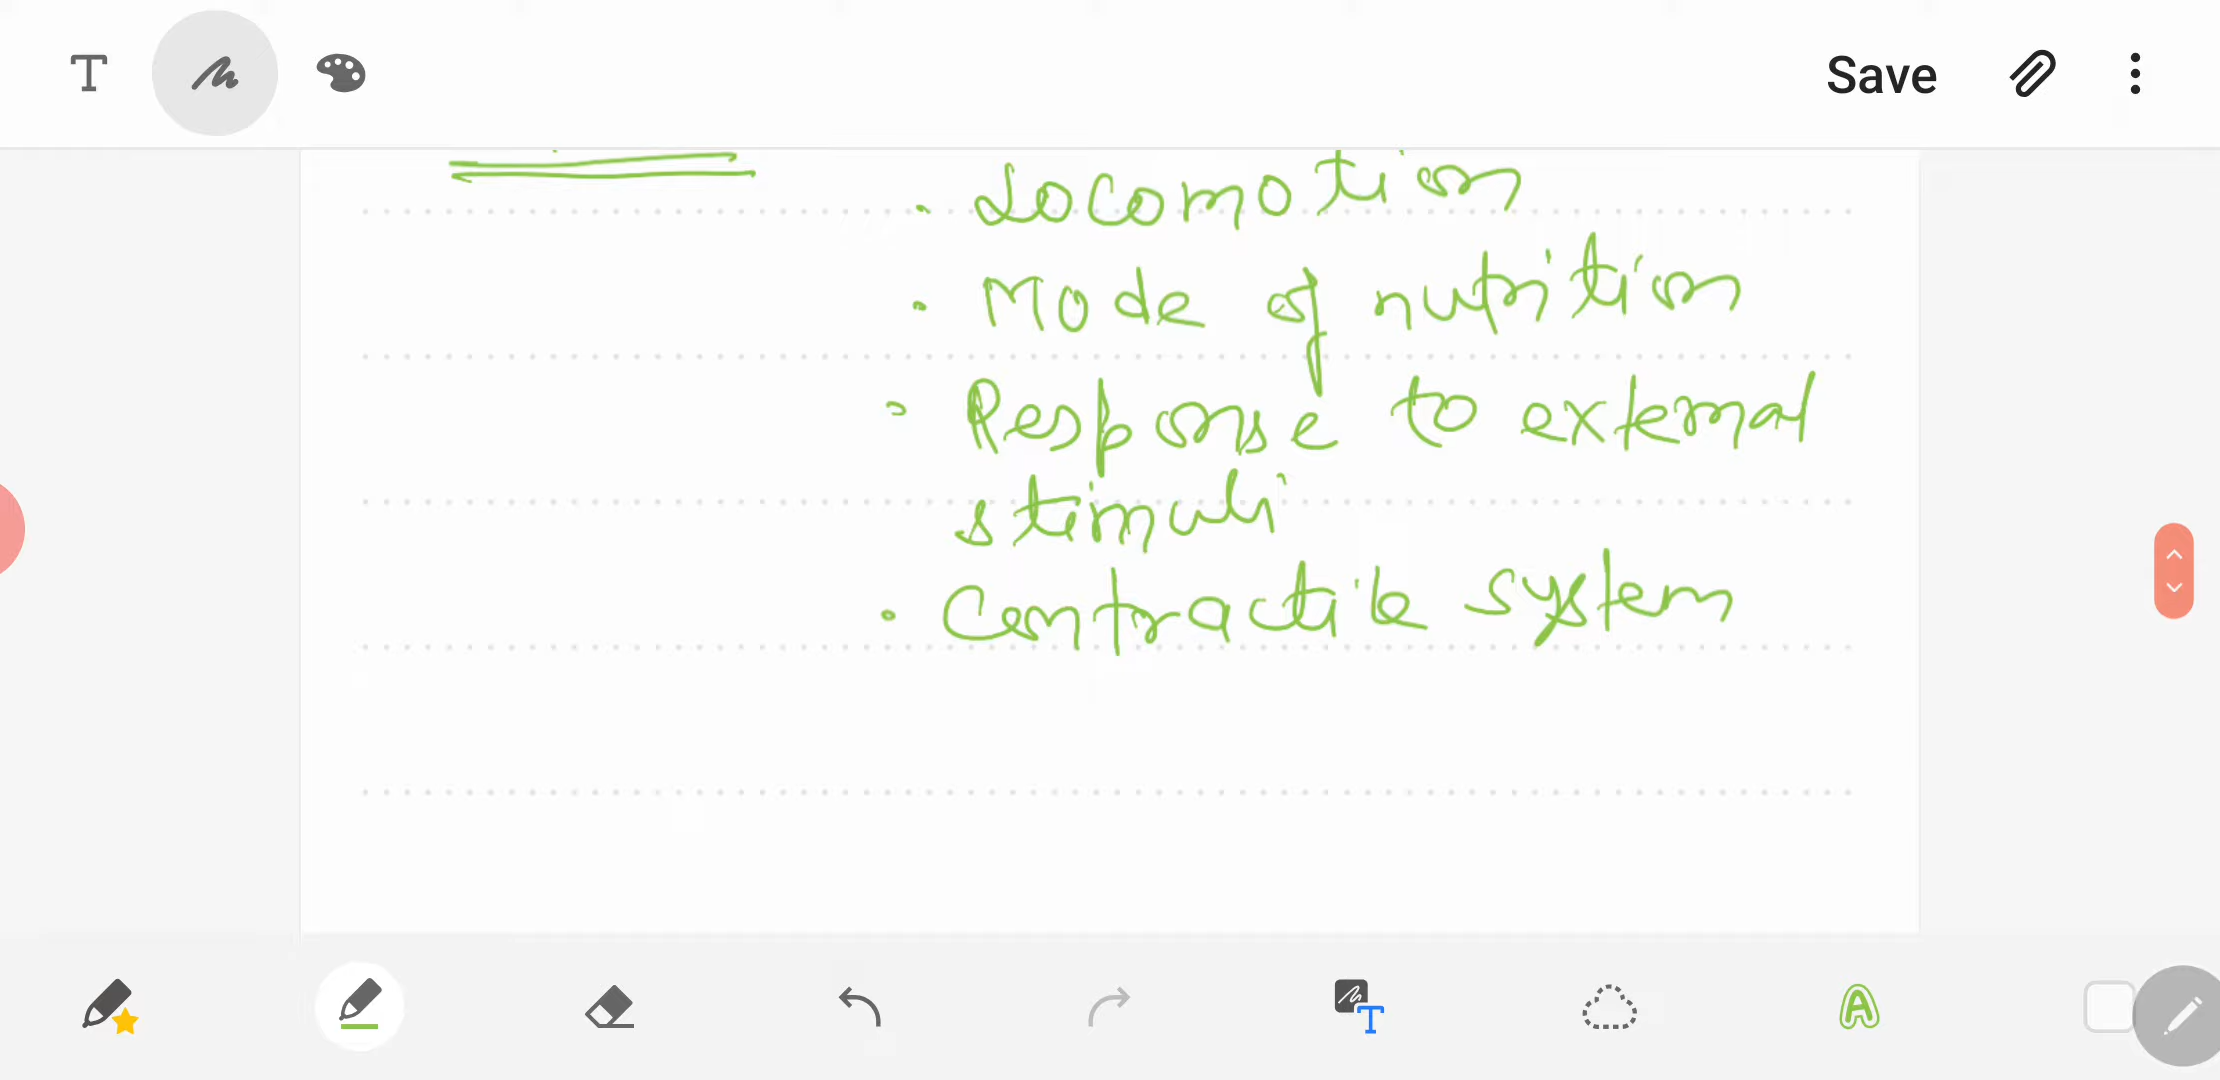 Save
· Locomotion
· Mode of nutrition
· Response to external
stimuli
· Contractile system